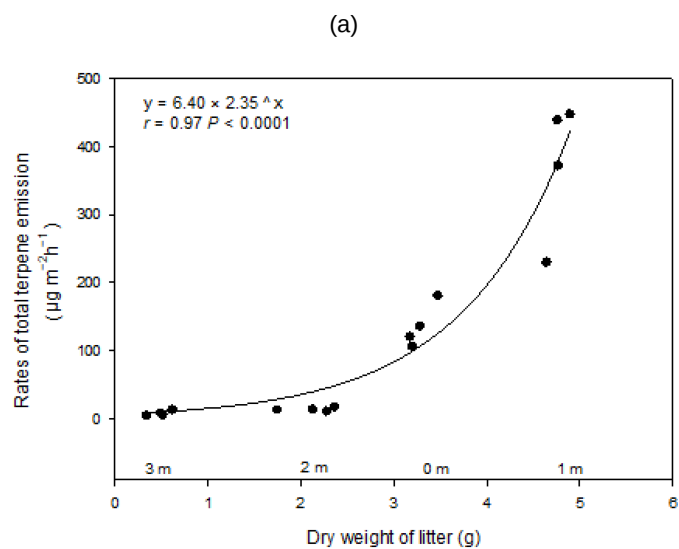 (a)
y = 6.40 × 2.35 ^ x
r = 0.97 P < 0.0001
Rates of total terpene emission
( µg m⁻²h⁻¹)
500
400
300
200
100
0
3 m 2 m 0 m 1 m
0 1 2 3 4 5 6
Dry weight of litter (g)